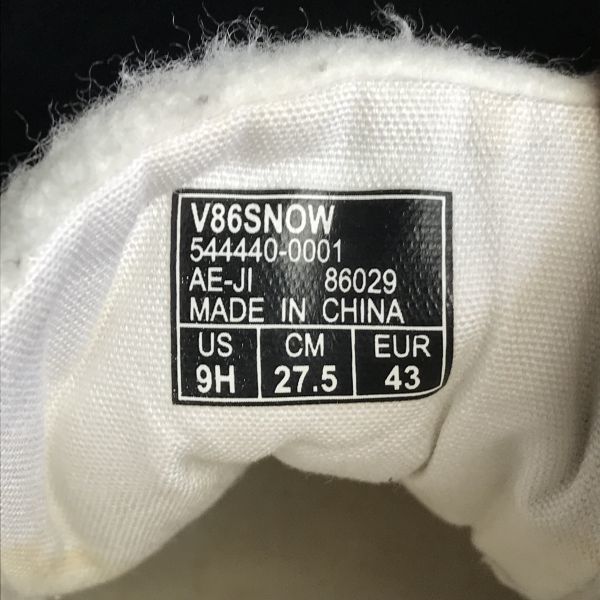 V86SNOW
544440-0001
AE-JI 86029
MADE IN CHINA
US CM EUR
9H 27.5 43